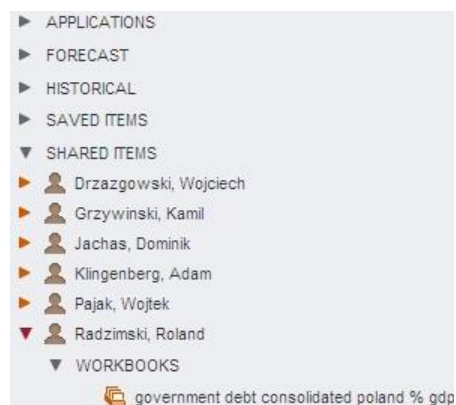 APPLICATIONS
FORECAST
HISTORICAL
SAVED ITEMS
SHARED ITEMS
Drzazgowski, Wojciech
Grzywinski, Kamil
Jachas, Dominik
Klingenberg, Adam
Pajak, Wojtek
Radzimski, Roland
WORKBOOKS
government debt consolidated poland % gdp